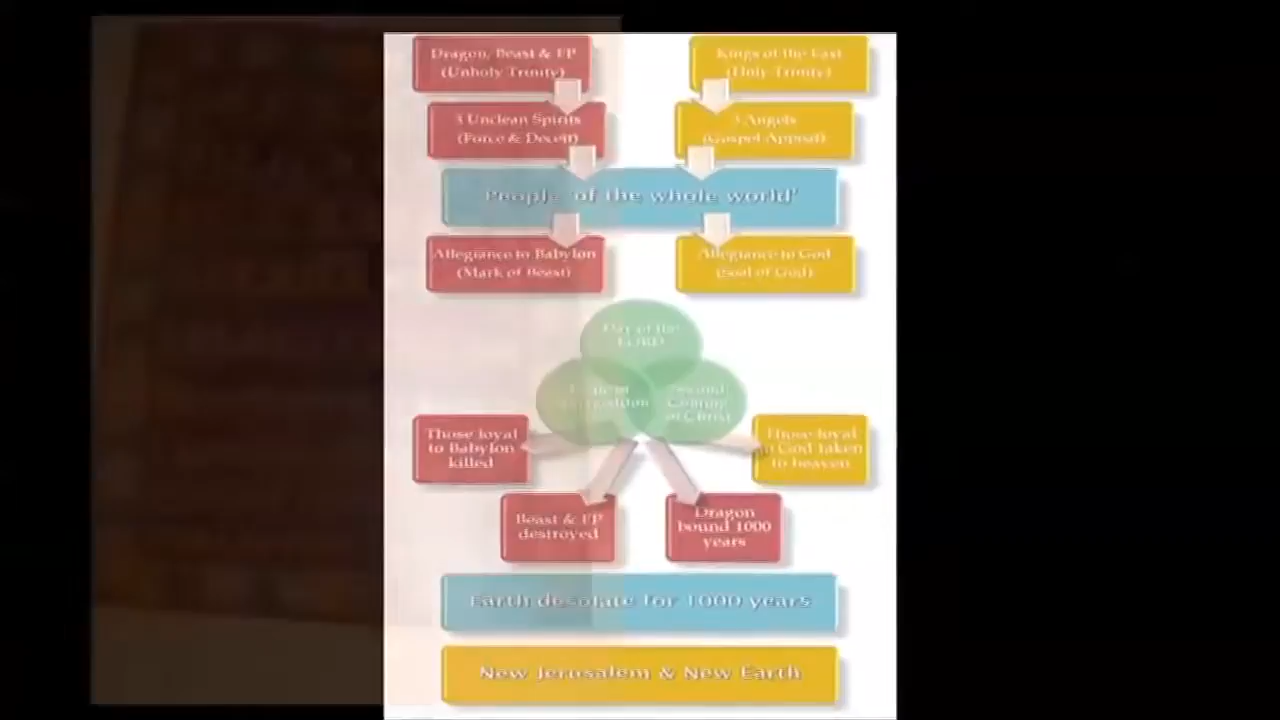 Dragon, Beast & FP
(Unholy Trinity)
Kings of the East
(Holy Trinity)
3 Unclean Spirits
(Force & Deceit)
3 Angels
(Gospel Appeal)
People 'of the whole world'
Allegiance to Babylon
(Mark of Beast)
Allegiance to God
(Seal of God)
Day of the
LORD
Second
Coming
of Christ
Those loyal
to Babylon
killed
Those loyal
to God taken
to heaven
Beast & FP
destroyed
Dragon
bound 1000
years
Earth desolate for 1000 years
New Jerusalem & New Earth